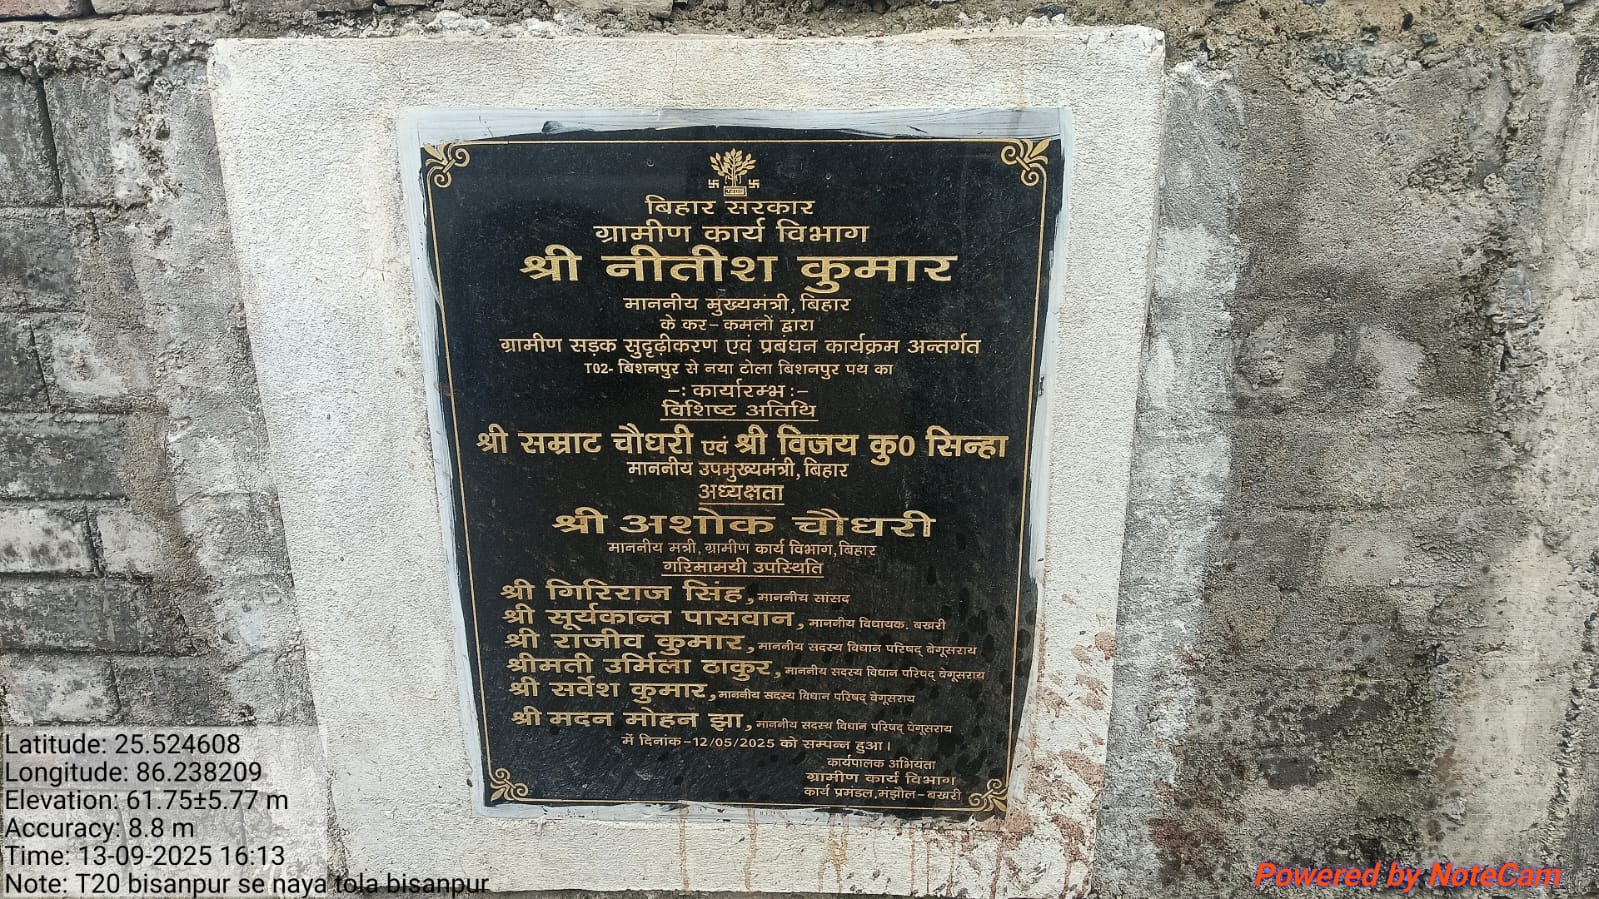 बिहार सरकार
ग्रामीण कार्य विभाग
श्री नीतीश कुमार
माननीय मुख्यमंत्री, बिहार
के कर-कमलों द्वारा
ग्रामीण सड़क सुदृढ़ीकरण एवं प्रबंधन कार्यक्रम अन्तर्गत
T02- बिशनपुर से नया टोला बिशनपुर पथ का
-: कार्यारम्भ :-
विशिष्ट अतिथि
श्री सम्राट चौधरी एवं श्री विजय कु0 सिन्हा
माननीय उपमुख्यमंत्री, बिहार
अध्यक्षता
श्री अशोक चौधरी
माननीय मंत्री, ग्रामीण कार्य विभाग, बिहार
गरिमामयी उपस्थिति
श्री गिरिराज सिंह, माननीय सांसद
श्री सूर्यकान्त पासवान, माननीय विधायक, बखरी
श्री राजीव कुमार, माननीय सदस्य विधान परिषद् बेगूसराय
श्रीमती उर्मिला ठाकुर, माननीय सदस्य विधान परिषद् बेगूसराय
श्री सर्वेश कुमार, माननीय सदस्य विधान परिषद् बेगूसराय
श्री मदन मोहन झा, माननीय सदस्य विधान परिषद् बेगूसराय
में दिनांक-12/05/2025 को सम्पन्न हुआ।
कार्यपालक अभियंता
ग्रामीण कार्य विभाग
कार्य प्रमंडल, मंझौल-बखरी
Latitude: 25.524608
Longitude: 86.238209
Elevation: 61.75±5.77 m
Accuracy: 8.8 m
Time: 13-09-2025 16:13
Note: T20 bisanpur se naya tola bisanpur
Powered by NoteCam